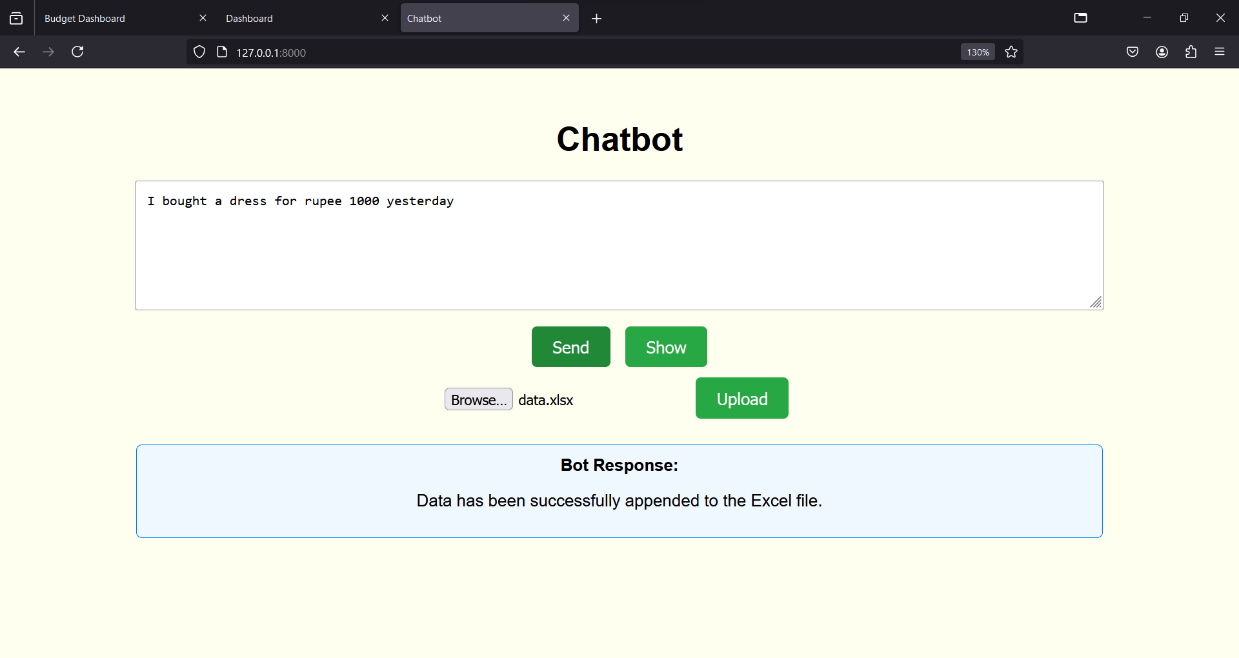 Budget Dashboard
Dashboard
Chatbot
127.0.0.1:8000
130%
Chatbot
I bought a dress for rupee 1000 yesterday
Send
Show
Browse...
data.xlsx
Upload
Bot Response:
Data has been successfully appended to the Excel file.